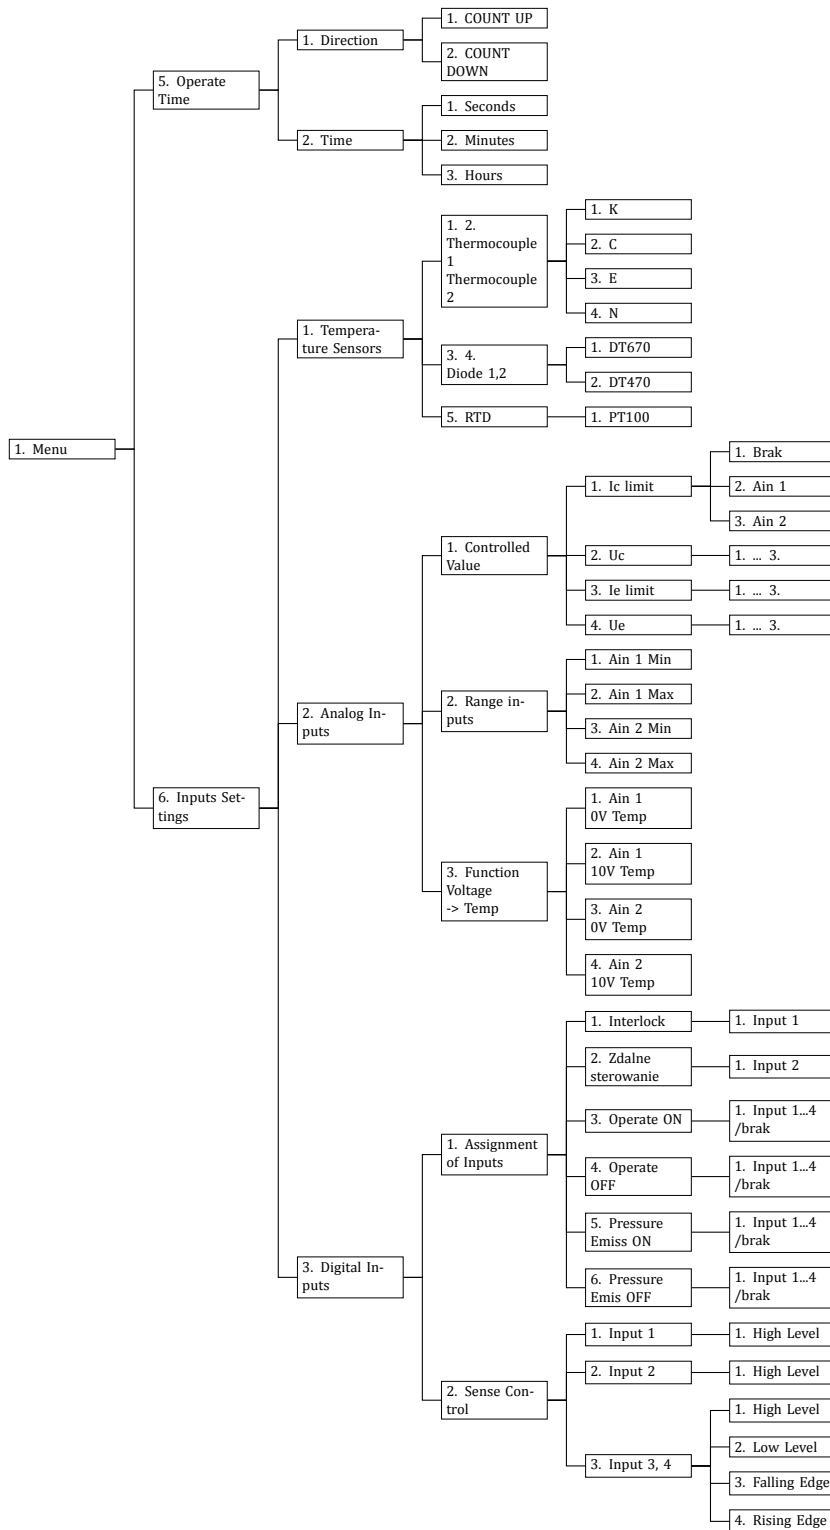 1. Menu
5. Operate
Time
1. Direction
1. COUNT UP
2. COUNT
DOWN
2. Time
1. Seconds
2. Minutes
3. Hours
6. Inputs Set-
tings
1. Tempera-
ture Sensors
1. 2.
Thermocouple
1
Thermocouple
2
1. K
2. C
3. E
4. N
3. 4.
Diode 1,2
1. DT670
2. DT470
5. RTD
1. PT100
2. Analog In-
puts
1. Controlled
Value
1. Ic limit
1. Brak
2. Ain 1
3. Ain 2
2. Uc
1. ... 3.
3. Ie limit
1. ... 3.
4. Ue
1. ... 3.
2. Range in-
puts
1. Ain 1 Min
2. Ain 1 Max
3. Ain 2 Min
4. Ain 2 Max
3. Function
Voltage
-> Temp
1. Ain 1
0V Temp
2. Ain 1
10V Temp
3. Ain 2
0V Temp
4. Ain 2
10V Temp
3. Digital In-
puts
1. Assignment
of Inputs
1. Interlock
1. Input 1
2. Zdalne
sterowanie
1. Input 2
3. Operate ON
1. Input 1...4
/brak
4. Operate
OFF
1. Input 1...4
/brak
5. Pressure
Emiss ON
1. Input 1...4
/brak
6. Pressure
Emis OFF
1. Input 1...4
/brak
2. Sense Con-
trol
1. Input 1
1. High Level
2. Input 2
1. High Level
3. Input 3, 4
1. High Level
2. Low Level
3. Falling Edge
4. Rising Edge